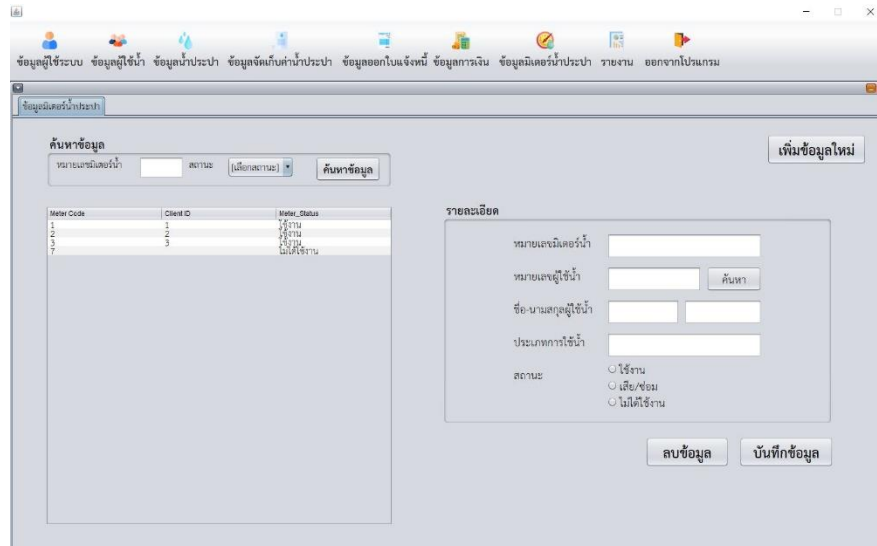 ข้อมูลผู้ใช้ระบบ ข้อมูลผู้ใช้น้ำ ข้อมูลน้ำประปา ข้อมูลจัดเก็บค่าน้ำประปา ข้อมูลออกใบแจ้งหนี้ ข้อมูลการเงิน ข้อมูลมิเตอร์น้ำประปา รายงาน ออกจากโปรแกรม
ข้อมูลมิเตอร์น้ำประปา
ค้นหาข้อมูล
หมายเลขมิเตอร์น้ำ สถานะ [เลือกสถานะ] ค้นหาข้อมูล
เพิ่มข้อมูลใหม่
Meter Code Client ID Meter_Status
1 1 ใช้งาน
2 2 ใช้งาน
3 3 ใช้งาน
7 ไม่ได้ใช้งาน
รายละเอียด
หมายเลขมิเตอร์น้ำ
หมายเลขผู้ใช้น้ำ ค้นหา
ชื่อ-นามสกุลผู้ใช้น้ำ
ประเภทการใช้น้ำ
สถานะ ใช้งาน
เสีย/ซ่อม
ไม่ได้ใช้งาน
ลบข้อมูล บันทึกข้อมูล